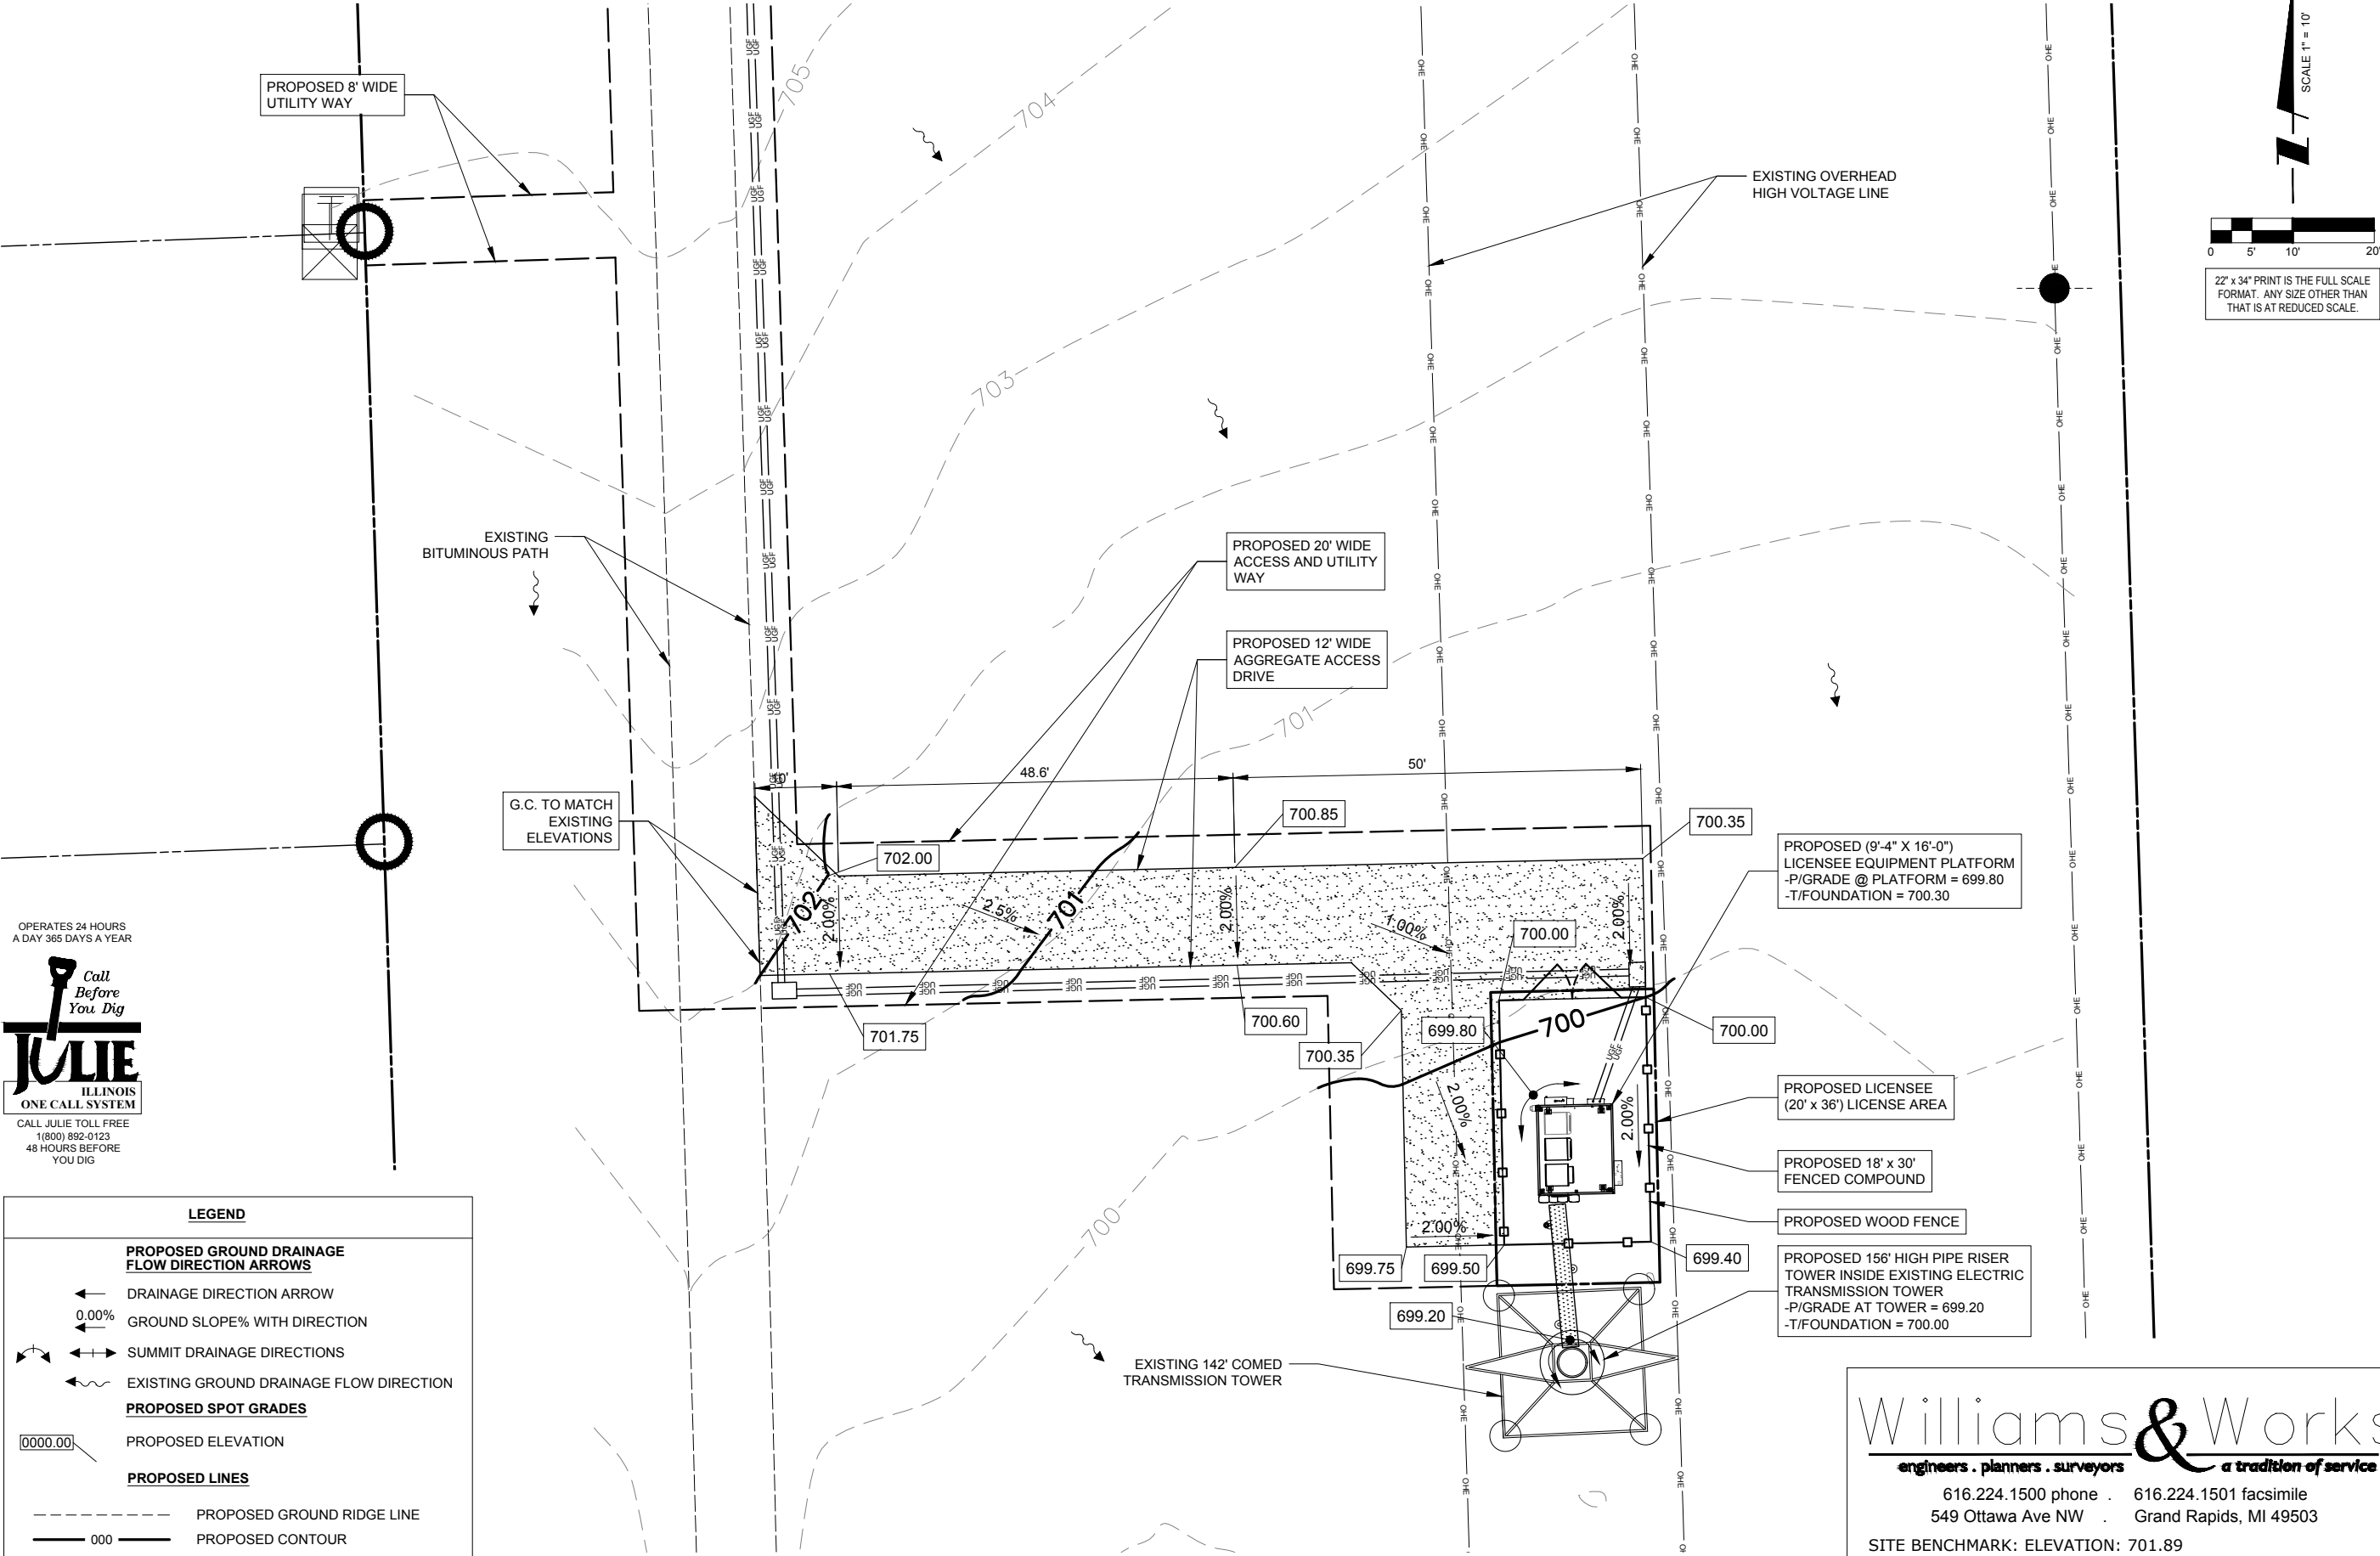 PROPOSED 8' WIDE
UTILITY WAY
705
704
703
701
700
EXISTING OVERHEAD
HIGH VOLTAGE LINE
SCALE 1" = 10'
0 5' 10' 20'
22" x 34" PRINT IS THE FULL SCALE
FORMAT. ANY SIZE OTHER THAN
THAT IS AT REDUCED SCALE.
EXISTING
BITUMINOUS PATH
PROPOSED 20' WIDE
ACCESS AND UTILITY
WAY
PROPOSED 12' WIDE
AGGREGATE ACCESS
DRIVE
10'
48.6'
50'
G.C. TO MATCH
EXISTING
ELEVATIONS
702.00
700.85
700.35
702
2.00%
2.5%
701
2.00%
1.00%
700.00
2.00%
PROPOSED (9'-4" X 16'-0")
LICENSEE EQUIPMENT PLATFORM
-P/GRADE @ PLATFORM = 699.80
-T/FOUNDATION = 700.30
701.75
700.60
700.35
699.80
700
700.00
UGF
OHE
2.00%
2.00%
2.00%
PROPOSED LICENSEE
(20' x 36') LICENSE AREA
PROPOSED 18' x 30'
FENCED COMPOUND
PROPOSED WOOD FENCE
699.75
699.50
699.40
699.20
PROPOSED 156' HIGH PIPE RISER
TOWER INSIDE EXISTING ELECTRIC
TRANSMISSION TOWER
-P/GRADE AT TOWER = 699.20
-T/FOUNDATION = 700.00
EXISTING 142' COMED
TRANSMISSION TOWER
OPERATES 24 HOURS
A DAY 365 DAYS A YEAR
Call
Before
You Dig
JULIE
ILLINOIS
ONE CALL SYSTEM
CALL JULIE TOLL FREE
1(800) 892-0123
48 HOURS BEFORE
YOU DIG
LEGEND
PROPOSED GROUND DRAINAGE
FLOW DIRECTION ARROWS
DRAINAGE DIRECTION ARROW
0.00%
GROUND SLOPE% WITH DIRECTION
SUMMIT DRAINAGE DIRECTIONS
EXISTING GROUND DRAINAGE FLOW DIRECTION
PROPOSED SPOT GRADES
0000.00 PROPOSED ELEVATION
PROPOSED LINES
PROPOSED GROUND RIDGE LINE
000 PROPOSED CONTOUR
Williams & Works
engineers . planners . surveyors a tradition of service
616.224.1500 phone . 616.224.1501 facsimile
549 Ottawa Ave NW . Grand Rapids, MI 49503
SITE BENCHMARK: ELEVATION: 701.89